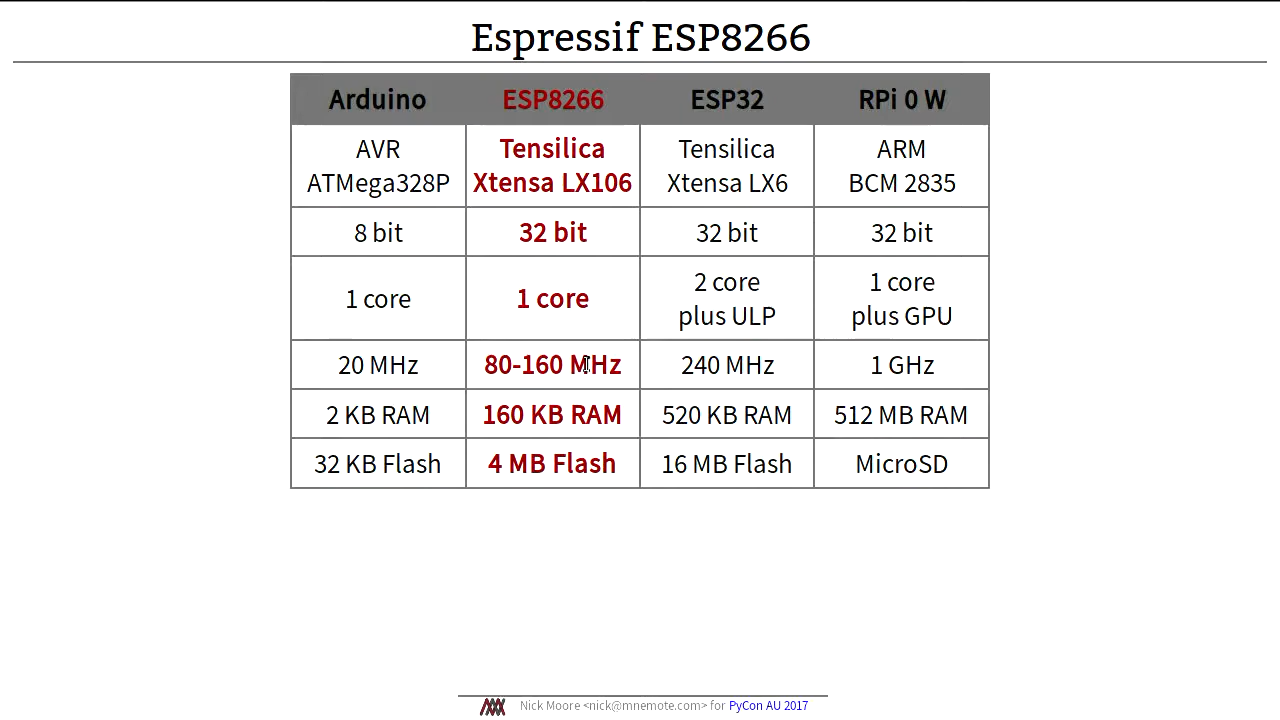 Espressif ESP8266
Arduino ESP8266 ESP32 RPi 0 W
AVR Tensilica Tensilica ARM
ATMega328P Xtensa LX106 Xtensa LX6 BCM 2835
8 bit 32 bit 32 bit 32 bit
1 core 1 core 2 core plus ULP 1 core plus GPU
20 MHz 80-160 MHz 240 MHz 1 GHz
2 KB RAM 160 KB RAM 520 KB RAM 512 MB RAM
32 KB Flash 4 MB Flash 16 MB Flash MicroSD
Nick Moore <nick@mnemote.com> for PyCon AU 2017